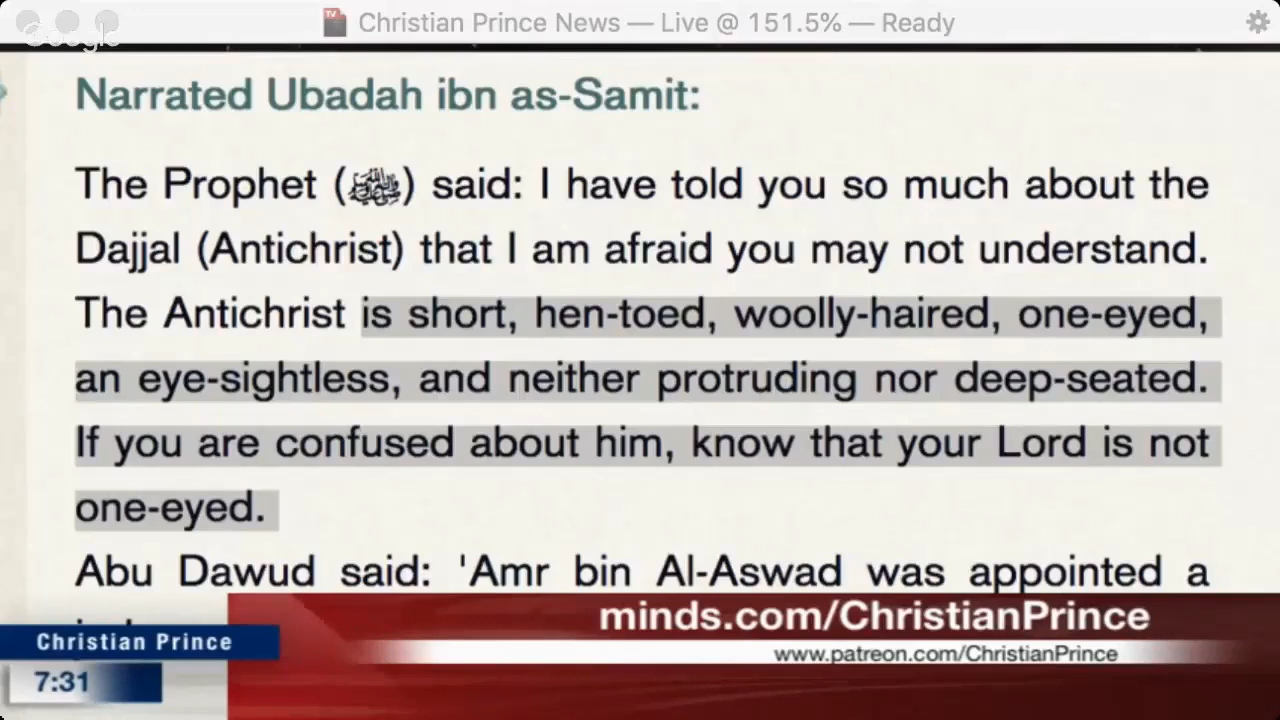 Christian Prince News — Live @ 151.5% — Ready
Google
Narrated Ubadah ibn as-Samit:
The Prophet (ﷺ) said: I have told you so much about the
Dajjal (Antichrist) that I am afraid you may not understand.
The Antichrist is short, hen-toed, woolly-haired, one-eyed,
an eye-sightless, and neither protruding nor deep-seated.
If you are confused about him, know that your Lord is not
one-eyed.
Abu Dawud said: 'Amr bin Al-Aswad was appointed a
minds.com/ChristianPrince
Christian Prince
www.patreon.com/ChristianPrince
7:31